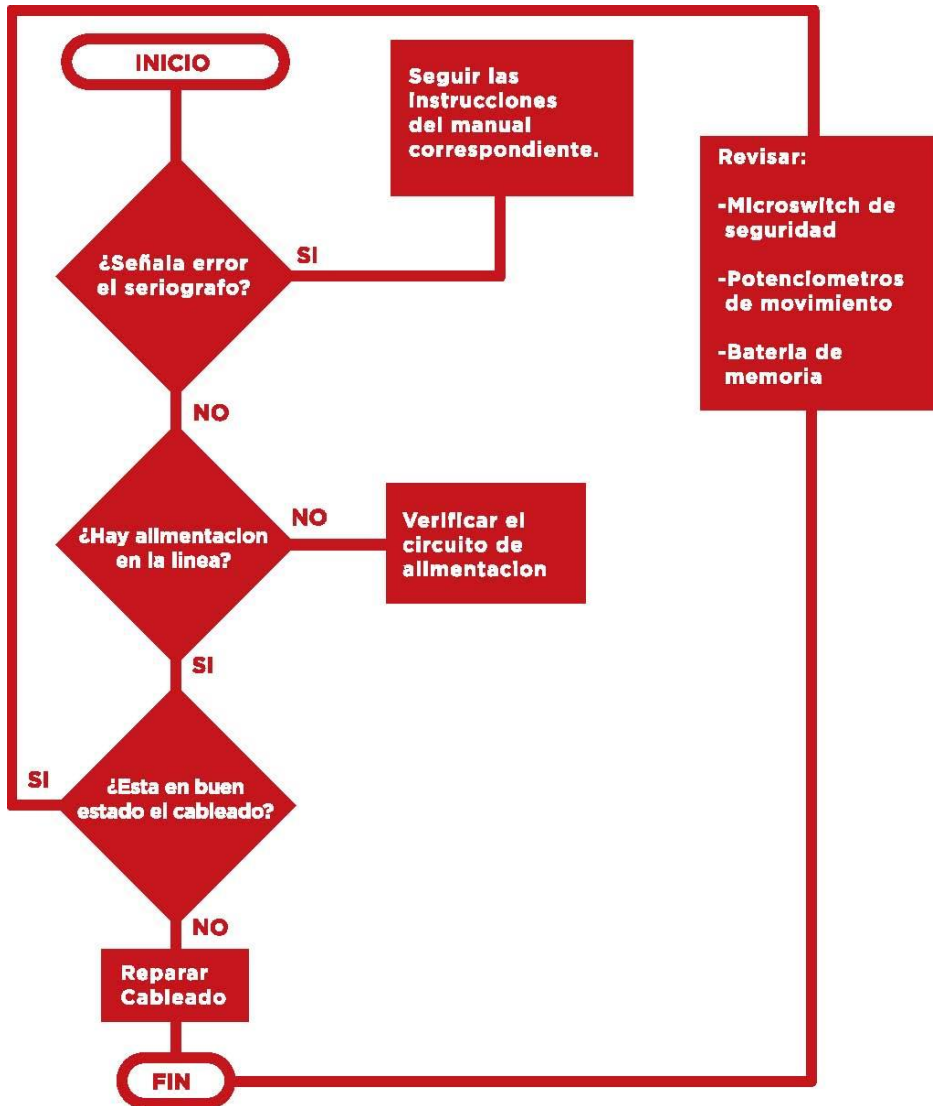 INICIO
Seguir las
Instrucciones
del manual
correspondiente.
Revisar:
-Microswitch de
seguridad
-Potenciometros
de movimiento
-Bateria de
memoria
¿Señala error
el seriografo?
SI
NO
¿Hay alimentacion
en la linea?
NO
Verificar el
circuito de
alimentacion
SI
¿Esta en buen
estado el cableado?
SI
NO
Reparar
Cableado
FIN